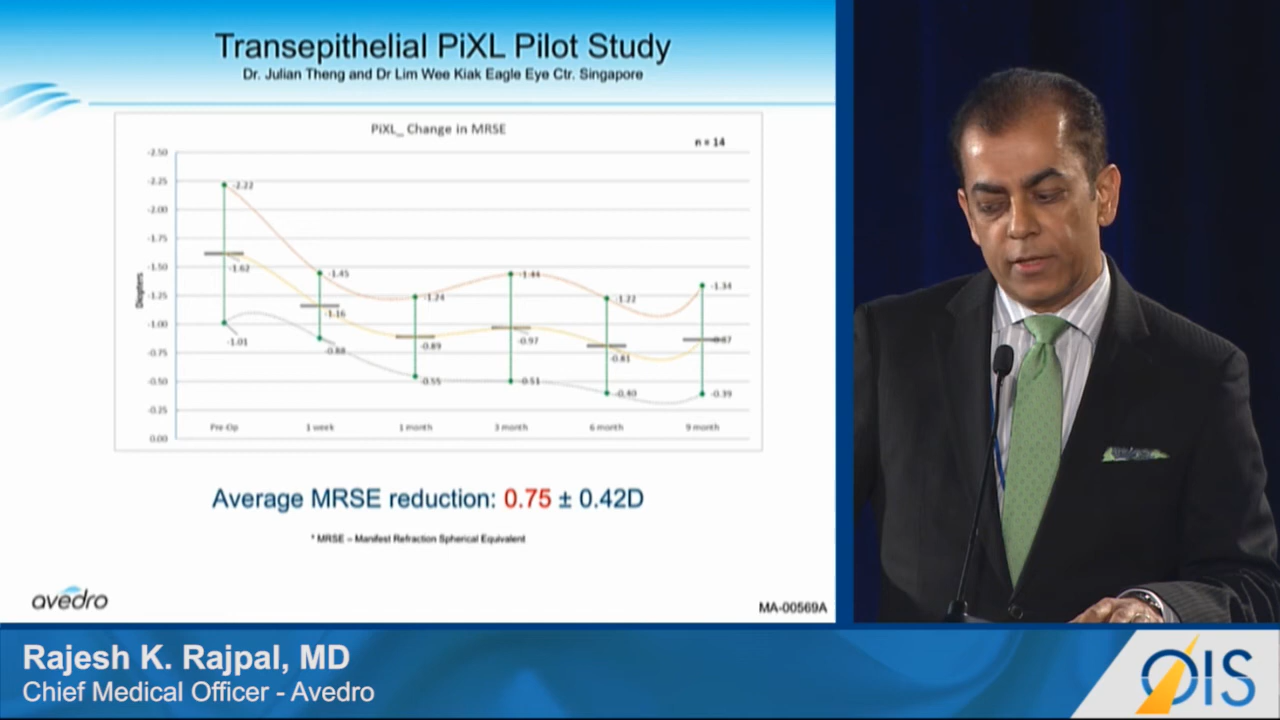 Transepithelial PiXL Pilot Study
Dr. Julian Theng and Dr Lim Wee Kiak Eagle Eye Ctr. Singapore
PiXL_ Change in MRSE
n = 14
Diopters
-2.50
-2.25
-2.00
-1.75
-1.50
-1.25
-1.00
-0.75
-0.50
-0.25
0.00
-2.22
-1.62
-1.01
-1.45
-1.16
-0.88
-1.24
-0.89
-0.55
-1.44
-0.97
-0.51
-1.22
-0.81
-0.40
-1.34
-0.87
-0.39
Pre-Op 1 week 1 month 3 month 6 month 9 month
Average MRSE reduction: 0.75 ± 0.42D
* MRSE – Manifest Refraction Spherical Equivalent
avedro
MA-00569A
Rajesh K. Rajpal, MD
Chief Medical Officer - Avedro
OIS